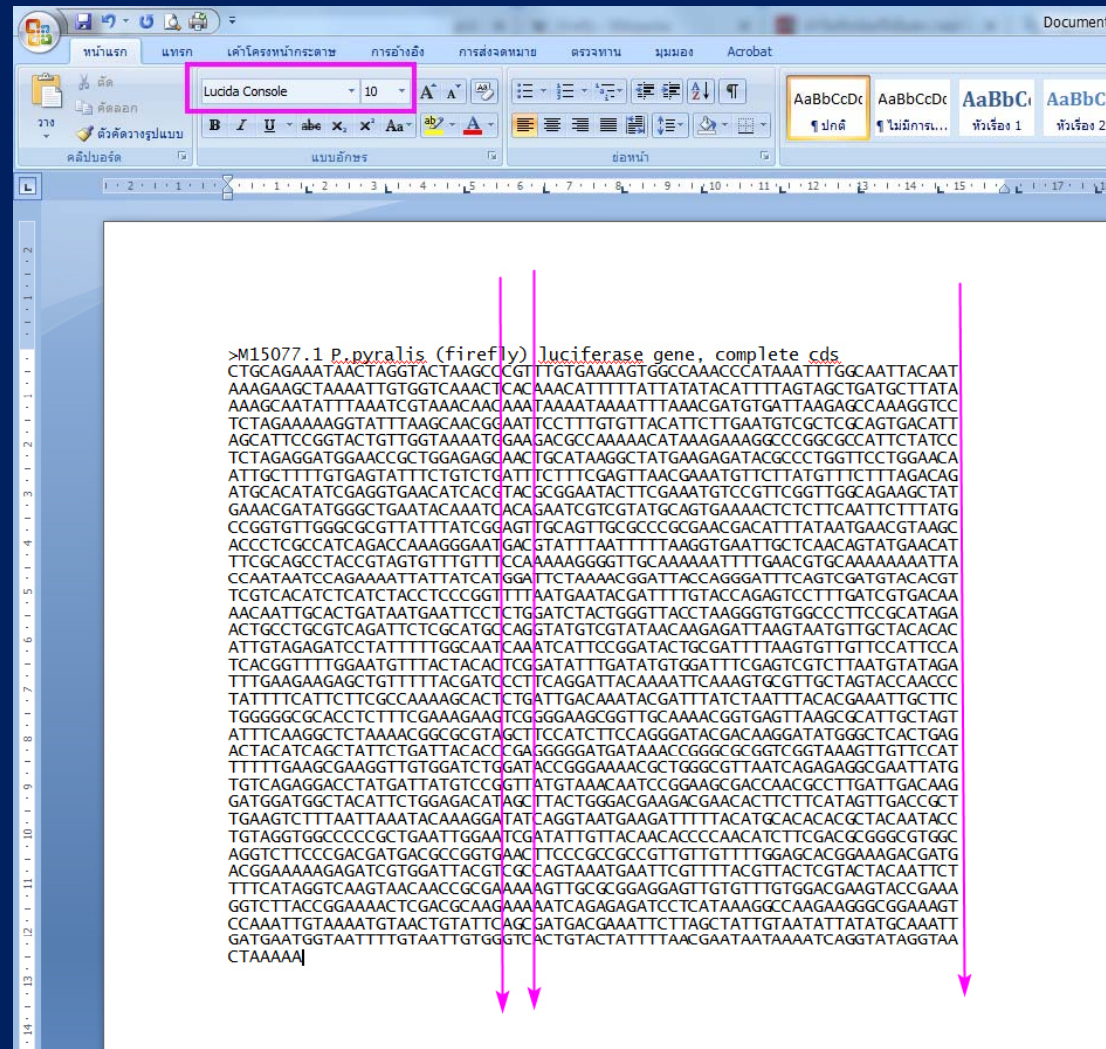 Document
หน้าแรก แทรก เค้าโครงหน้ากระดาษ การอ้างอิง การส่งจดหมาย ตรวจทาน มุมมอง Acrobat
วาง
ตัด
คัดลอก
ตัวคัดวางรูปแบบ
คลิปบอร์ด
Lucida Console 10
B I U abc X₂ X² Aa
แบบอักษร
ย่อหน้า
AaBbCcDc AaBbCcDc AaBbC AaBbC
¶ ปกติ ¶ ไม่มีการเ... หัวเรื่อง 1 หัวเรื่อง 2
>M15077.1 P.pyralis (firefly) luciferase gene, complete cds
CTGCAGAAATAACTAGGTACTAAGCCCGTTTGTGAAAAGTGGCCAAACCCATAAATTTGGCAATTACAAT
AAAGAAGCTAAAATTGTGGTCAAACTCACAAACATTTTTATTATATACATTTTAGTAGCTGATGCTTATA
AAAGCAATATTTAAATCGTAAACAACAAATAAAATAAAATTTAAACGATGTGATTAAGAGCCAAAGGTCC
TCTAGAAAAAGGTATTTAAGCAACGGAATTCCTTTGTGTTACATTCTTGAATGTCGCTCGCAGTGACATT
AGCATTCCGGTACTGTTGGTAAAATGGAAGACGCCAAAAACATAAAGAAAGGCCCGGCGCCATTCTATCC
TCTAGAGGATGGAACCGCTGGAGAGCAACTGCATAAGGCTATGAAGAGATACGCCCTGGTTCCTGGAACA
ATTGCTTTTGTGAGTATTTCTGTCTGATTTCTTTCGAGTTAACGAAATGTTCTTATGTTTCTTTAGACAG
ATGCACATATCGAGGTGAACATCACGTACGCGGAATACTTCGAAATGTCCGTTCGGTTGGCAGAAGCTAT
GAAACGATATGGGCTGAATACAAATCACAGAATCGTCGTATGCAGTGAAAACTCTCTTCAATTCTTTATG
CCGGTGTTGGGCGCGTTATTTATCGGAGTTGCAGTTGCGCCCGCGAACGACATTTATAATGAACGTAAGC
ACCCTCGCCATCAGACCAAAGGGAATGACGTATTTAATTTTTAAGGTGAATTGCTCAACAGTATGAACAT
TTCGCAGCCTACCGTAGTGTTTGTTTCCAAAAAGGGGTTGCAAAAAATTTTGAACGTGCAAAAAAAATTA
CCAATAATCCAGAAAATTATTATCATGGATTCTAAAACGGATTACCAGGGATTTCAGTCGATGTACACGT
TCGTCACATCTCATCTACCTCCCGGTTTTAATGAATACGATTTTGTACCAGAGTCCTTTGATCGTGACAA
AACAATTGCACTGATAATGAATTCCTCTGGATCTACTGGGTTACCTAAGGGTGTGGCCCTTCCGCATAGA
ACTGCCTGCGTCAGATTCTCGCATGCCAGGTATGTCGTATAACAAGAGATTAAGTAATGTTGCTACACAC
ATTGTAGAGATCCTATTTTTGGCAATCAAATCATTCCGGATACTGCGATTTTAAGTGTTGTTCCATTCCA
TCACGGTTTTGGAATGTTTACTACACTCGGATATTTGATATGTGGATTTCGAGTCGTCTTAATGTATAGA
TTTGAAGAAGAGCTGTTTTTACGATCCCTTCAGGATTACAAAATTCAAAGTGCGTTGCTAGTACCAACCC
TATTTTCATTCTTCGCCAAAAGCACTCTGATTGACAAATACGATTTATCTAATTTACACGAAATTGCTTC
TGGGGGCGCACCTCTTTCGAAAGAAGTCGGGGAAGCGGTTGCAAAACGGTGAGTTAAGCGCATTGCTAGT
ATTTCAAGGCTCTAAAACGGCGCGTAGCTTCCATCTTCCAGGGATACGACAAGGATATGGGCTCACTGAG
ACTACATCAGCTATTCTGATTACACCCGAGGGGGATGATAAACCGGGCGCGGTCGGTAAAGTTGTTCCAT
TTTTTGAAGCGAAGGTTGTGGATCTGGATACCGGGAAAACGCTGGGCGTTAATCAGAGAGGCGAATTATG
TGTCAGAGGACCTATGATTATGTCCGGTTATGTAAACAATCCGGAAGCGACCAACGCCTTGATTGACAAG
GATGGATGGCTACATTCTGGAGACATAGCTTACTGGGACGAAGACGAACACTTCTTCATAGTTGACCGCT
TGAAGTCTTTAATTAAATACAAAGGATATCAGGTAATGAAGATTTTTACATGCACACACGCTACAATACC
TGTAGGTGGCCCCCGCTGAATTGGAATCGATATTGTTACAACACCCCAACATCTTCGACGCGGGCGTGGC
AGGTCTTCCCGACGATGACGCCGGTGAACTTCCCGCCGCCGTTGTTGTTTTGGAGCACGGAAAGACGATG
ACGGAAAAAGAGATCGTGGATTACGTCGCCAGTAAATGAATTCGTTTTACGTTACTCGTACTACAATTCT
TTTCATAGGTCAAGTAACAACCGCGAAAAAGTTGCGCGGAGGAGTTGTGTTTGTGGACGAAGTACCGAAA
GGTCTTACCGGAAAACTCGACGCAAGAAAAATCAGAGAGATCCTCATAAAGGCCAAGAAGGGCGGAAAGT
CCAAATTGTAAAATGTAACTGTATTCAGCGATGACGAAATTCTTAGCTATTGTAATATTATATGCAAATT
GATGAATGGTAATTTTGTAATTGTGGGTCACTGTACTATTTTAACGAATAATAAAATCAGGTATAGGTAA
CTAAAAA